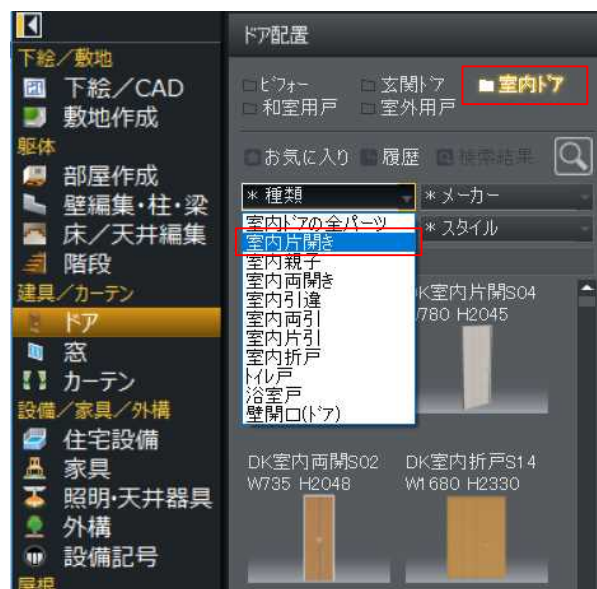 下絵／敷地
下絵／CAD
敷地作成
躯体
部屋作成
壁編集・柱・梁
床／天井編集
階段
建具/カーテン
ドア
窓
カーテン
設備／家具／外構
住宅設備
家具
照明・天井器具
外構
設備記号
屋根
ドア配置
ビフォー
玄関ドア
室内ドア
和室用戸
室外用戸
お気に入り
履歴
検索結果
* 種類
* メーカー
* スタイル
室内ドアの全パーツ
室内片開き
室内親子
室内両開き
室内引違
室内両引
室内片引
室内折戸
トイレ戸
浴室戸
壁開口(ドア)
K室内片開S04
780 H2045
DK室内両開S02
W735 H2048
DK室内折戸S14
W1680 H2330